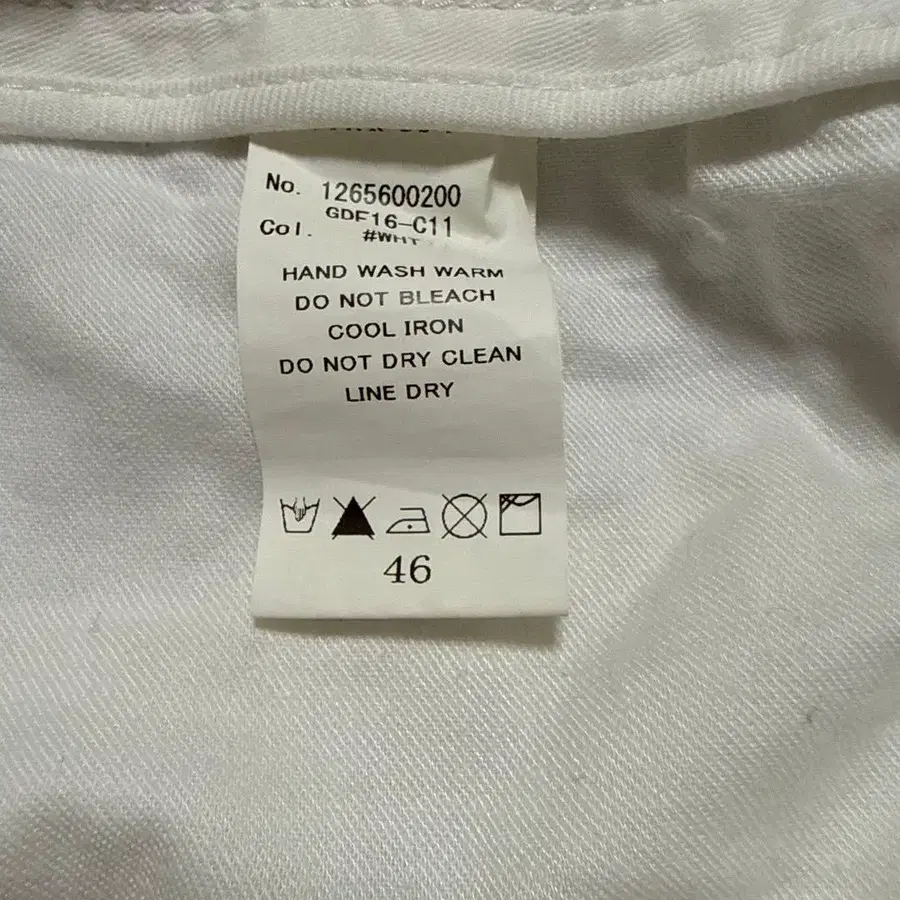 No. 1265600200
GDF16-C11
Col. #WHT
HAND WASH WARM
DO NOT BLEACH
COOL IRON
DO NOT DRY CLEAN
LINE DRY
46